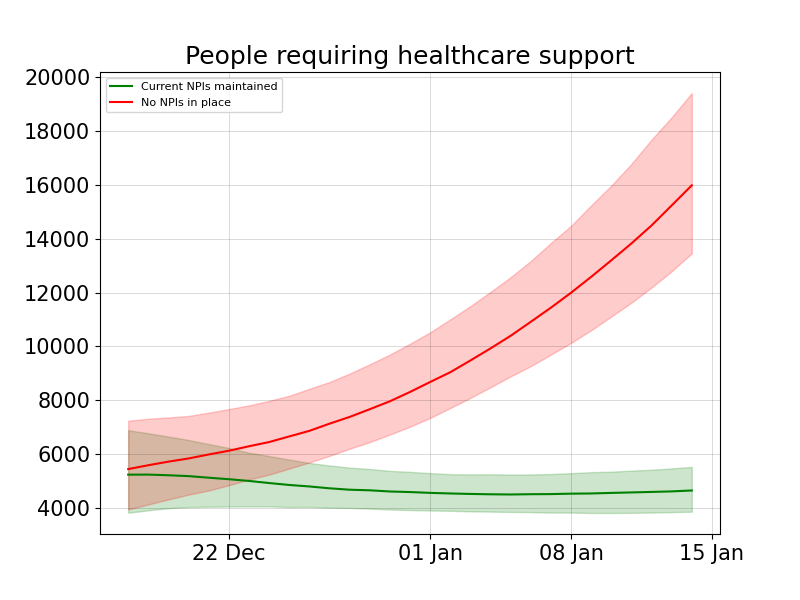 People requiring healthcare support
Current NPIs maintained
No NPIs in place
20000
18000
16000
14000
12000
10000
8000
6000
4000
22 Dec
01 Jan
08 Jan
15 Jan